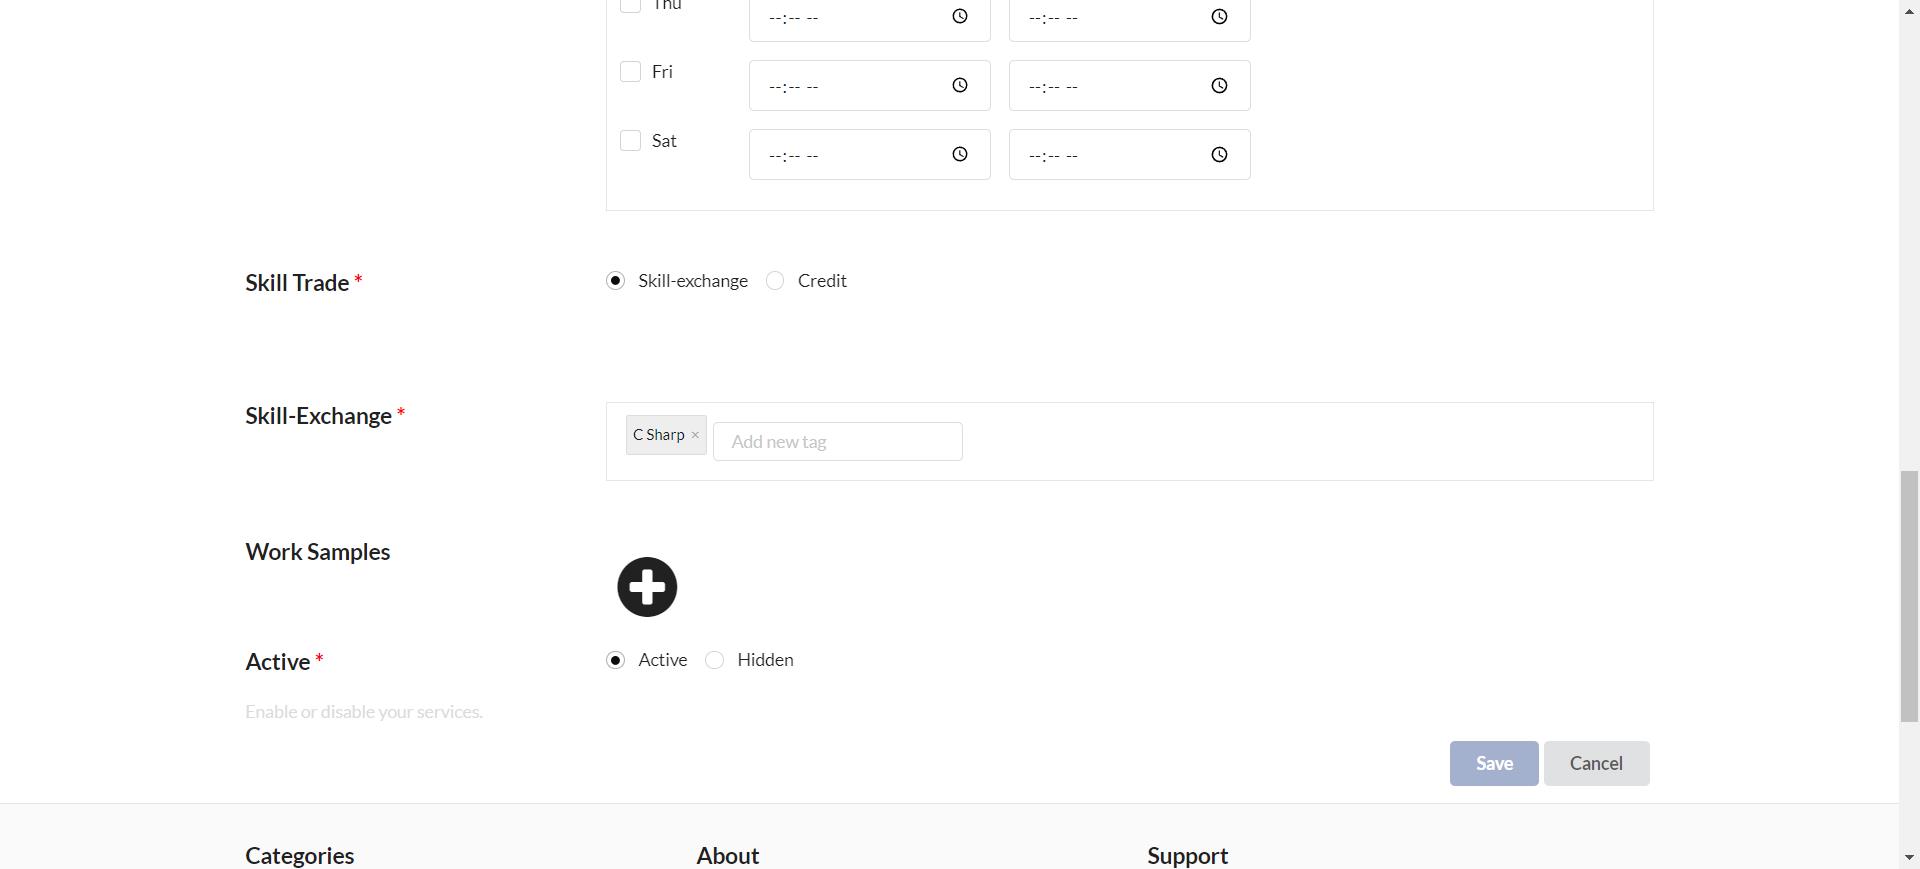 Thu --:-- -- --:-- --
Fri --:-- -- --:-- --
Sat --:-- -- --:-- --
Skill Trade * Skill-exchange Credit
Skill-Exchange * C Sharp × Add new tag
Work Samples
Active * Active Hidden
Enable or disable your services.
Save Cancel
Categories About Support